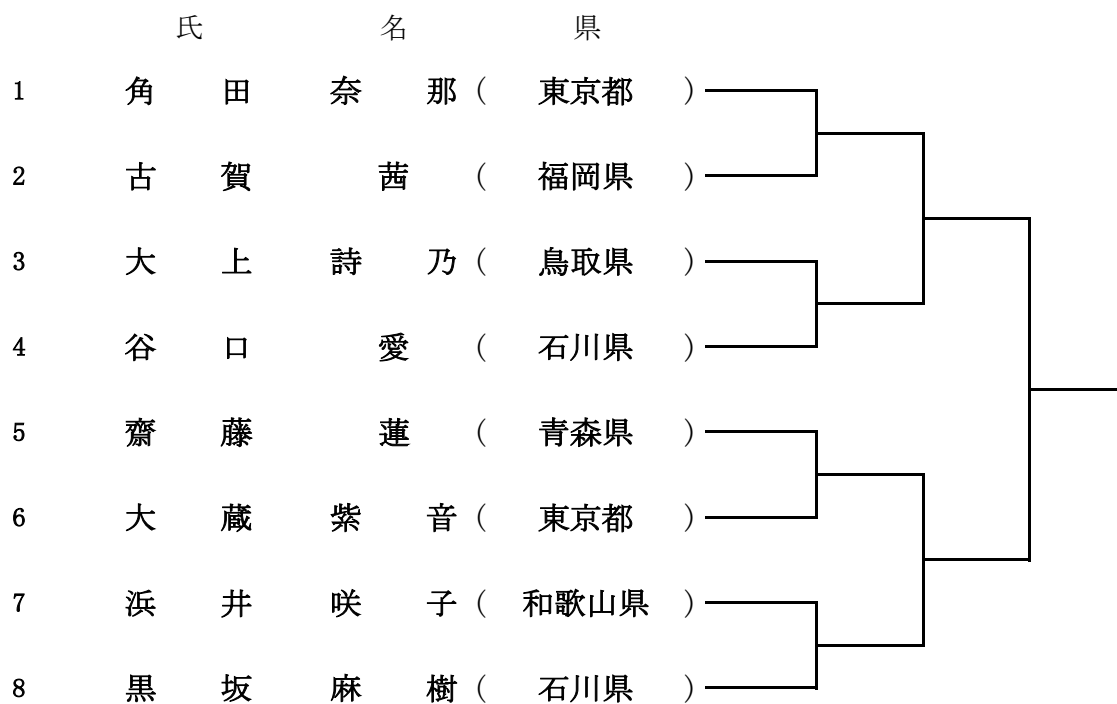 氏 名 県
1 角田奈那 ( 東京都 )
2 古賀茜 ( 福岡県 )
3 大上詩乃 ( 鳥取県 )
4 谷口愛 ( 石川県 )
5 齋藤蓮 ( 青森県 )
6 大蔵紫音 ( 東京都 )
7 浜井咲子 ( 和歌山県 )
8 黒坂麻樹 ( 石川県 )